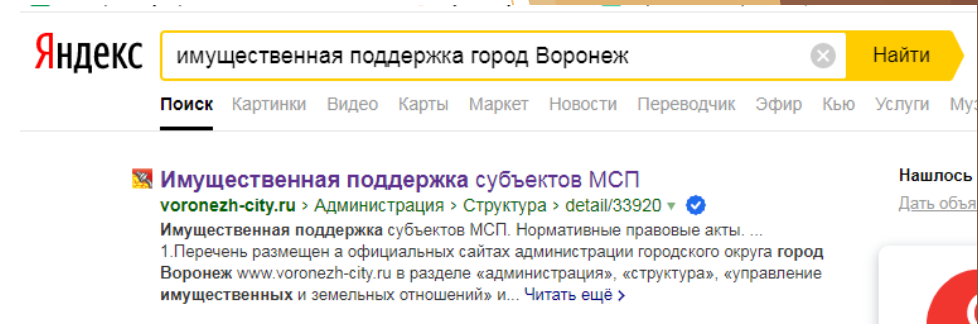 Яндекс
имущественная поддержка город Воронеж
Найти
Поиск Картинки Видео Карты Маркет Новости Переводчик Эфир Кью Услуги
Имущественная поддержка субъектов МСП
Нашлось
voronezh-city.ru › Администрация › Структура › detail/33920
Дать объя
Имущественная поддержка субъектов МСП. Нормативные правовые акты. ...
1.Перечень размещен а официальных сайтах администрации городского округа город
Воронеж www.voronezh-city.ru в разделе «администрация», «структура», «управление
имущественных и земельных отношений» и... Читать ещё ›